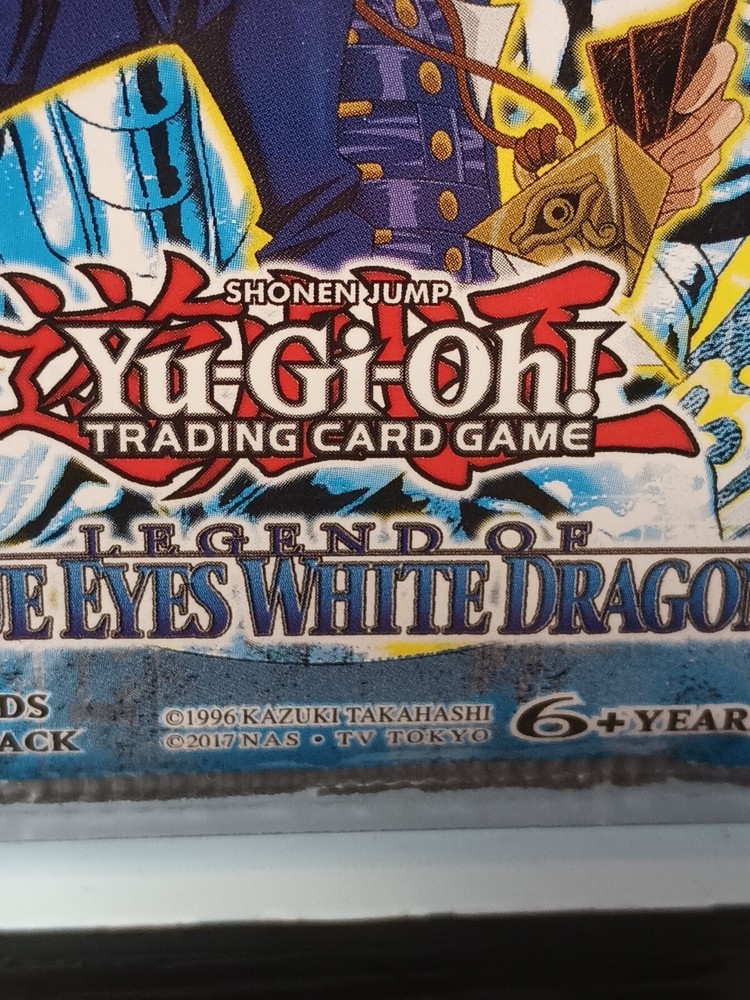 SHONEN JUMP
Yu-Gi-Oh!
TRADING CARD GAME
LEGEND OF
UE EYES WHITE DRAGON
DS
ACK
©1996 KAZUKI TAKAHASHI
©2017 NAS • TV TOKYO
6+ YEAR